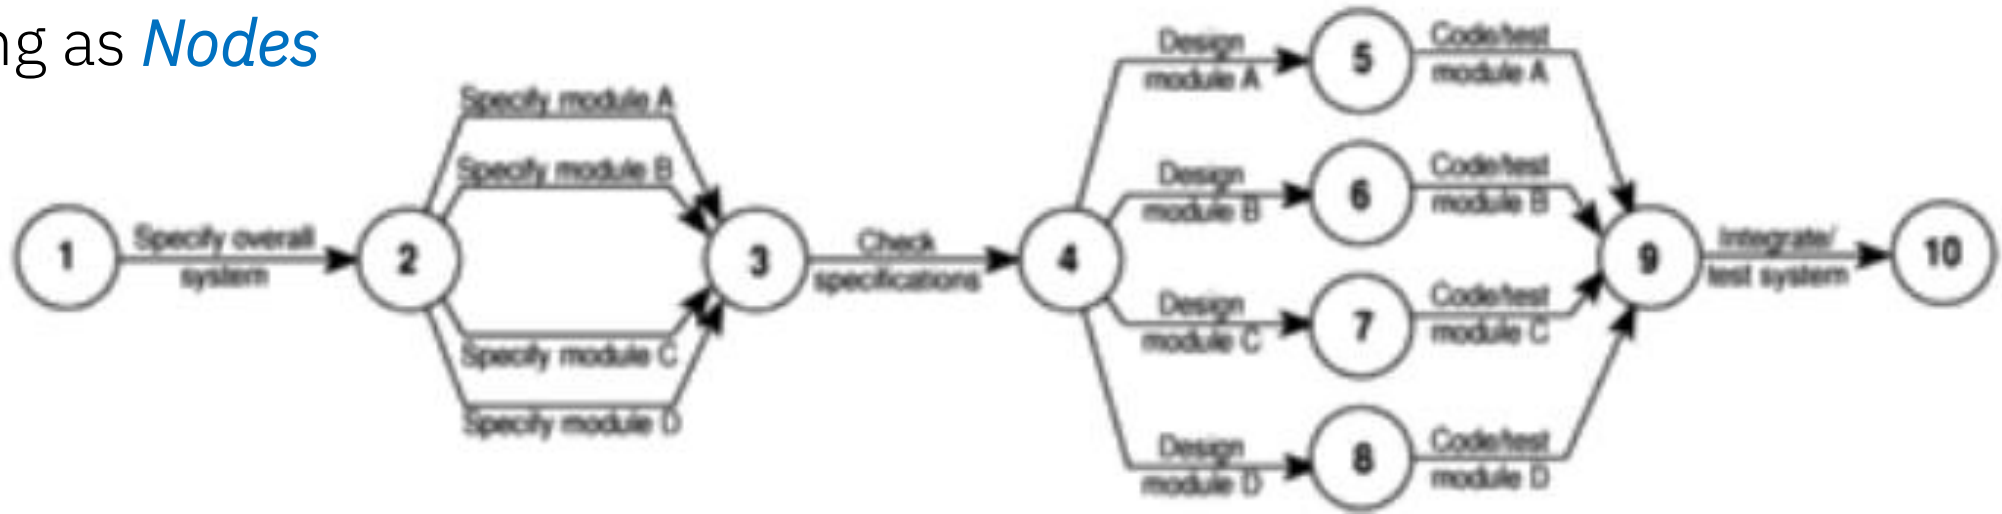 ng as Nodes
Specify module A
Specify module B
1
Specify overall
system
2
Specify module C
Specify module D
3
Check
specifications
4
Design
module A
5
Code/test
module A
Design
module B
6
Code/test
module B
Design
module C
7
Code/test
module C
Design
module D
8
Code/test
module D
9
Integrate/
test system
10